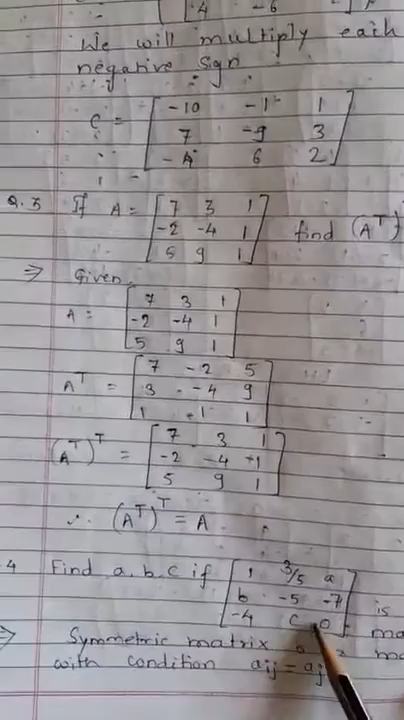 4 -6
We will multiply each
negative sign
C = [ -10 -1 1
7 -9 3
-4 6 2 ]
Q.3 If A = [ 7 3 1
-2 -4 1
5 9 1 ] find (A^T)
⇒ Given,
A = [ 7 3 1
-2 -4 1
5 9 1 ]
A^T = [ 7 -2 5
3 -4 9
1 1 1 ]
(A^T)^T = [ 7 3 1
-2 -4 +1
5 9 1 ]
∴ (A^T)^T = A
4 Find a, b, c if [ 1 3/5 a
b -5 -7
-4 c 0 ] is
⇒ Symmetric matrix
with condition aij = aj